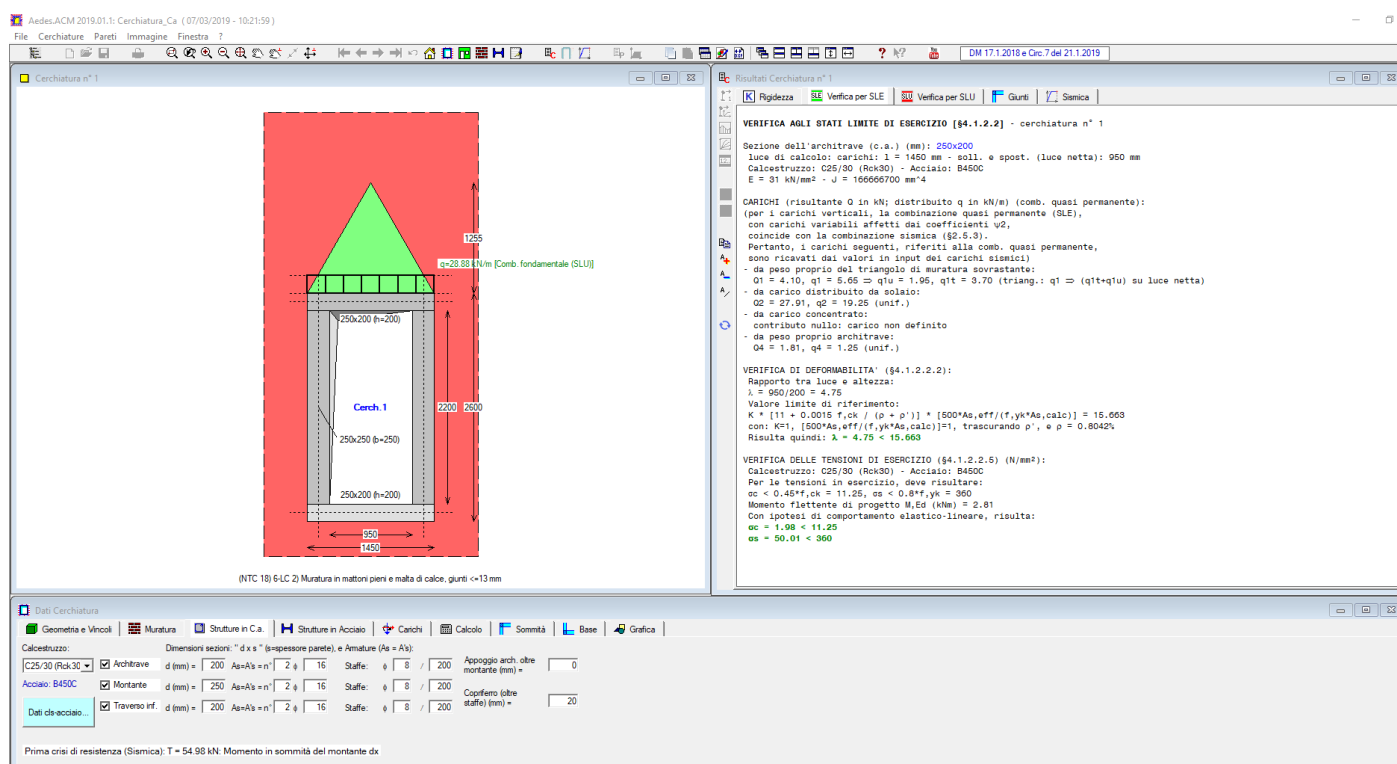 Aedes.ACM 2019.01.1: Cerchiatura_Ca ( 07/03/2019 - 10:21:59 )
File Cerchiature Pareti Immagine Finestra ?
DM 17.1.2018 e Circ.7 del 21.1.2019
Cerchiatura n° 1
1255
q=28.88 kN/m [Comb. fondamentale (SLU)]
250x200 (h=200)
Cerch.1
2200 2600
250x250 (b=250)
250x200 (h=200)
950
1450
(NTC 18) 6-LC 2) Muratura in mattoni pieni e malta di calce, giunti <=13 mm
Risultati Cerchiatura n° 1
K Rigidezza SLE Verifica per SLE SLU Verifica per SLU Giunti Sismica
VERIFICA AGLI STATI LIMITE DI ESERCIZIO [§4.1.2.2] - cerchiatura n° 1
Sezione dell'architrave (c.a.) (mm): 250x200
luce di calcolo: carichi: l = 1450 mm - soll. e spost. (luce netta): 950 mm
Calcestruzzo: C25/30 (Rck30) - Acciaio: B450C
E = 31 kN/mm² - J = 166666700 mm^4
CARICHI (risultante Q in kN; distribuito q in kN/m) (comb. quasi permanente):
(per i carichi verticali, la combinazione quasi permanente (SLE),
con carichi variabili affetti dai coefficienti ψ2,
coincide con la combinazione sismica (§2.5.3).
Pertanto, i carichi seguenti, riferiti alla comb. quasi permanente,
sono ricavati dai valori in input dei carichi sismici)
- da peso proprio del triangolo di muratura sovrastante:
Q1 = 4.10, q1 = 5.65 ⇒ q1u = 1.95, q1t = 3.70 (triang.: q1 ⇒ (q1t+q1u) su luce netta)
- da carico distribuito da solaio:
Q2 = 27.91, q2 = 19.25 (unif.)
- da carico concentrato:
contributo nullo: carico non definito
- da peso proprio architrave:
Q4 = 1.81, q4 = 1.25 (unif.)
VERIFICA DI DEFORMABILITA' (§4.1.2.2.2):
Rapporto tra luce e altezza:
λ = 950/200 = 4.75
Valore limite di riferimento:
K * [11 + 0.0015 f,ck / (ρ + ρ')] * [500*As,eff/(f,yk*As,calc)] = 15.663
con: K=1, [500*As,eff/(f,yk*As,calc)]=1, trascurando ρ', e ρ = 0.8042%
Risulta quindi: λ = 4.75 < 15.663
VERIFICA DELLE TENSIONI DI ESERCIZIO (§4.1.2.2.5) (N/mm²):
Calcestruzzo: C25/30 (Rck30) - Acciaio: B450C
Per le tensioni in esercizio, deve risultare:
σc < 0.45*f,ck = 11.25, σs < 0.8*f,yk = 360
Momento flettente di progetto M,Ed (kNm) = 2.81
Con ipotesi di comportamento elastico-lineare, risulta:
σc = 1.98 < 11.25
σs = 50.01 < 360
Dati Cerchiatura
Geometria e Vincoli Muratura Strutture in C.a. Strutture in Acciaio Carichi Calcolo Sommità Base Grafica
Calcestruzzo: Dimensioni sezioni: " d x s " (s=spessore parete), e Armature (As = A's):
C25/30 (Rck30 Architrave d (mm) = 200 As=A's = n° 2 ϕ 16 Staffe: ϕ 8 / 200 Appoggio arch. oltre montante (mm) = 0
Acciaio: B450C Montante d (mm) = 250 As=A's = n° 2 ϕ 16 Staffe: ϕ 8 / 200 Copriferro (oltre staffe) (mm) = 20
Dati cls-acciaio... Traverso inf. d (mm) = 200 As=A's = n° 2 ϕ 16 Staffe: ϕ 8 / 200
Prima crisi di resistenza (Sismica): T = 54.98 kN: Momento in sommità del montante dx